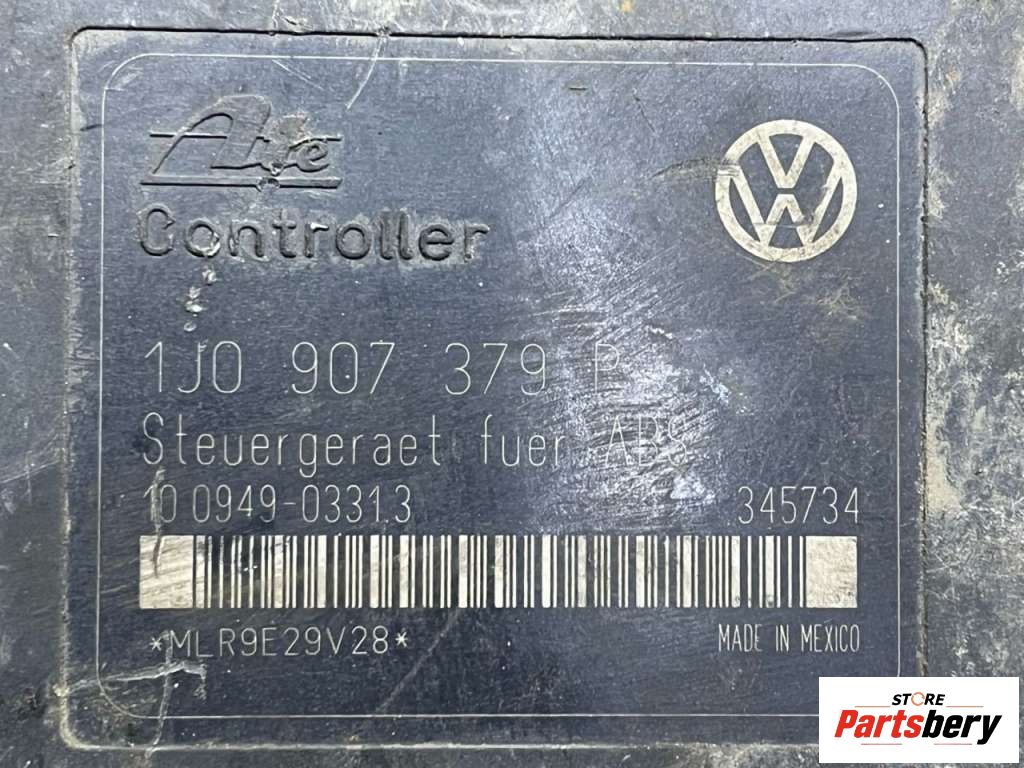 Ate
Controller
1J0 907 379 P
Steuergeraet fuer ABS
10.0949-0331.3
345734
*MLR9E29V28*
MADE IN MEXICO
STORE
Partsbery